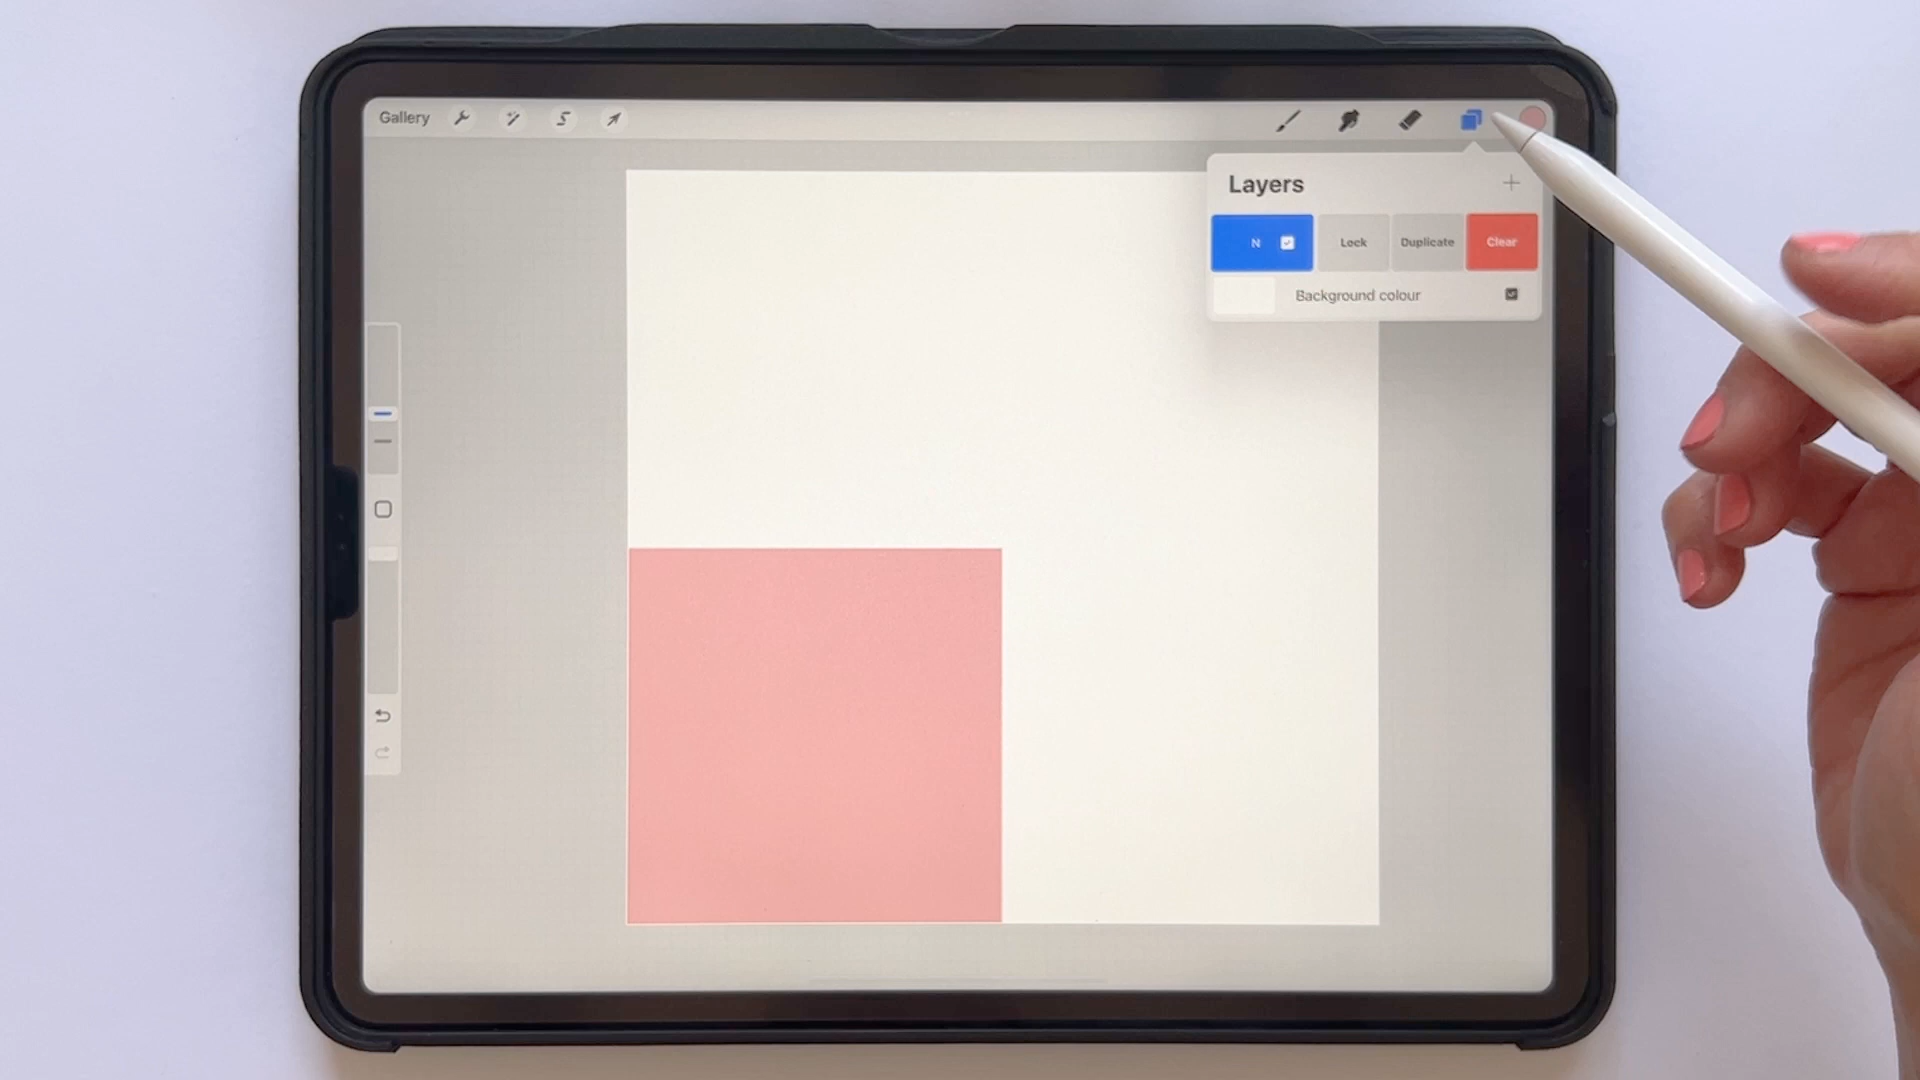 Gallery
Layers
N
Lock
Duplicate
Clear
Background colour